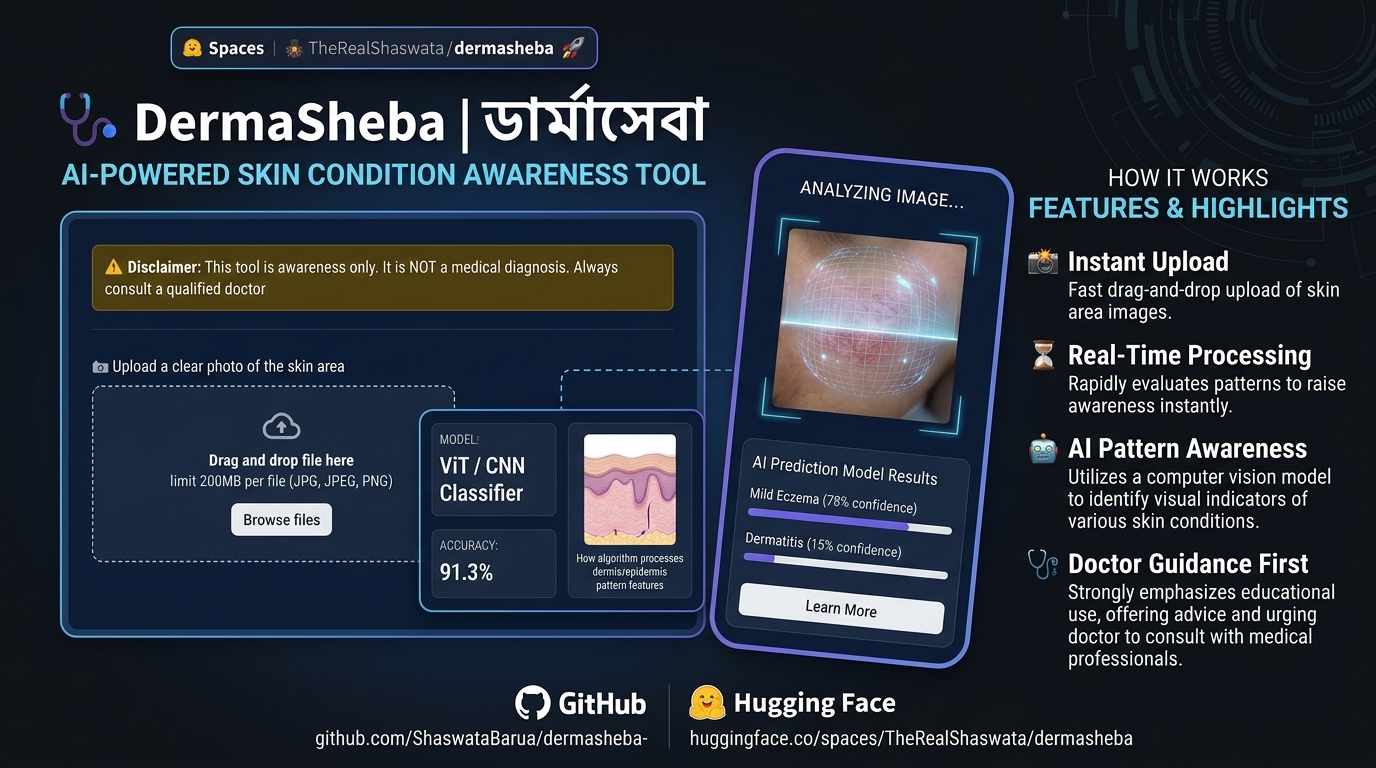 Spaces | TheRealShaswata/dermasheba
DermaSheba | ডার্মাসেবা
AI-POWERED SKIN CONDITION AWARENESS TOOL
Disclaimer: This tool is awareness only. It is NOT a medical diagnosis. Always
consult a qualified doctor
Upload a clear photo of the skin area
Drag and drop file here
limit 200MB per file (JPG, JPEG, PNG)
Browse files
MODEL:
ViT / CNN
Classifier
ACCURACY:
91.3%
How algorithm processes
dermis/epidermis
pattern features
ANALYZING IMAGE...
AI Prediction Model Results
Mild Eczema (78% confidence)
Dermatitis (15% confidence)
Learn More
HOW IT WORKS
FEATURES & HIGHLIGHTS
Instant Upload
Fast drag-and-drop upload of skin
area images.
Real-Time Processing
Rapidly evaluates patterns to raise
awareness instantly.
AI Pattern Awareness
Utilizes a computer vision model
to identify visual indicators of
various skin conditions.
Doctor Guidance First
Strongly emphasizes educational
use, offering advice and urging
doctor to consult with medical
professionals.
GitHub
github.com/ShaswataBarua/dermasheba-
Hugging Face
huggingface.co/spaces/TheRealShaswata/dermasheba